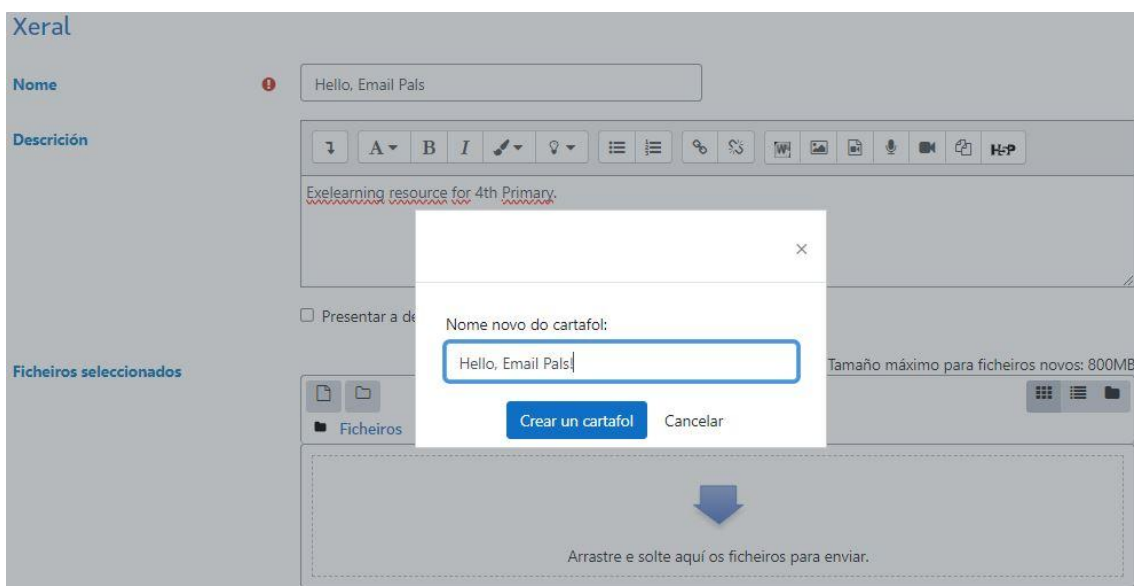 Xeral
Nome
Hello, Email Pals
Descrición
A B I H-P
Exelearning resource for 4th Primary.
Presentar a de
Nome novo do cartafol:
Hello, Email Pals!
Crear un cartafol Cancelar
Ficheiros seleccionados
Tamaño máximo para ficheiros novos: 800MB
Ficheiros
Arrastre e solte aquí os ficheiros para enviar.